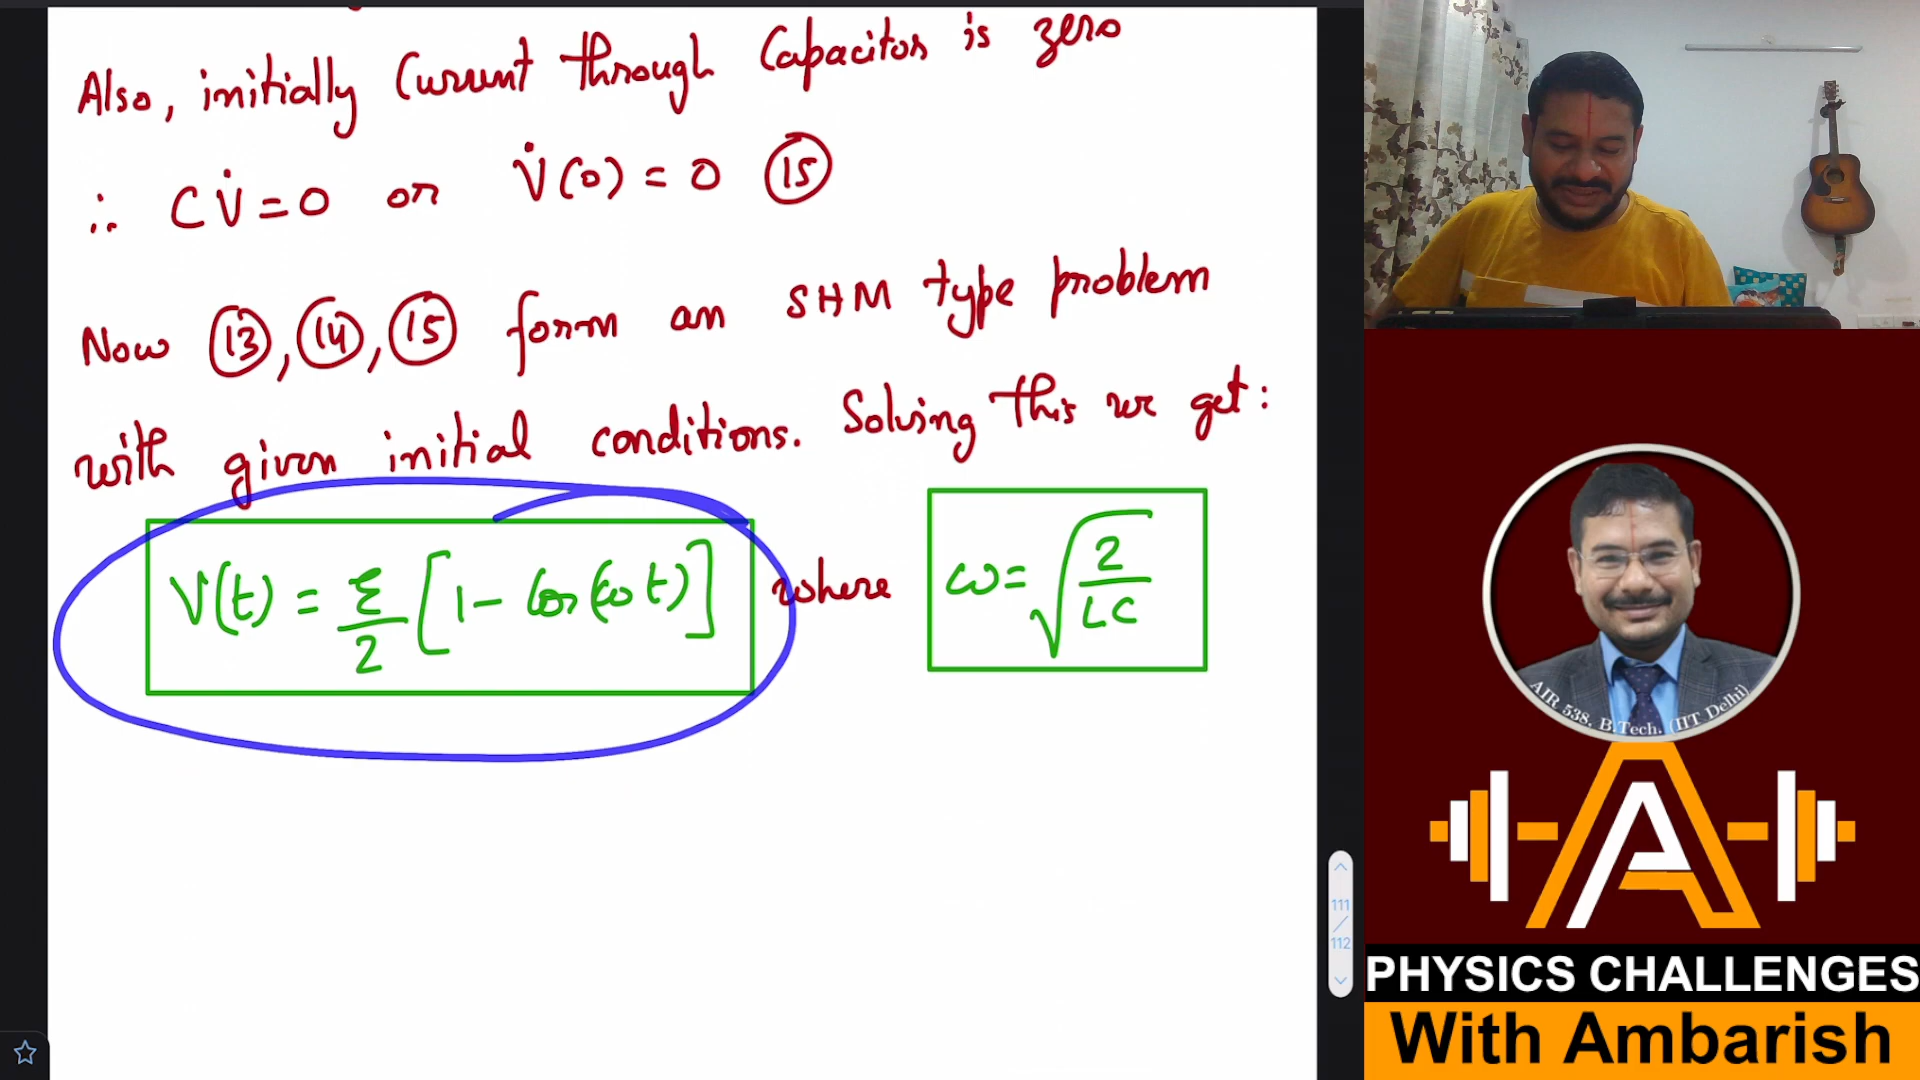 Also, initially Current through Capacitor is zero
∴ CV̇ = 0 or V̇(0) = 0 (15)
Now (13), (14), (15) form an SHM type problem
with given initial conditions. Solving this we get:
V(t) = ε/2 [1 - cos(ωt)] where ω = √(2/LC)
111
/
112
AIR 538, B.Tech. (IIT Delhi)
A
PHYSICS CHALLENGES
With Ambarish